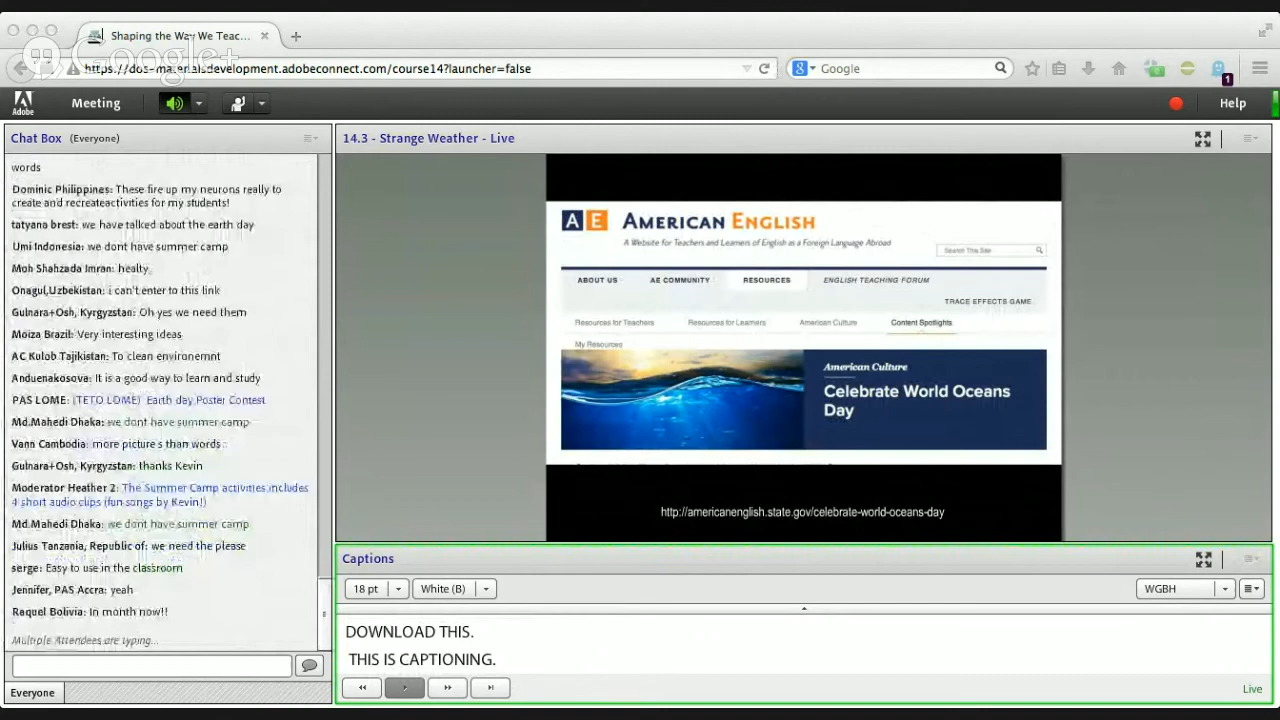 Shaping the Way We Teac...
Google+
https://dos-materialsdevelopment.adobeconnect.com/course14?launcher=false
Google
1
Adobe
Meeting
Help
Chat Box (Everyone)
words
Dominic Philippines: These fire up my neurons really to
create and recreateactivities for my students!
tatyana brest: we have talked about the earth day
Umi Indonesia: we dont have summer camp
Moh Shahzada Imran: healty
Onagul,Uzbekistan: i can't enter to this link
Gulnara+Osh, Kyrgyzstan: Oh yes we need them
Moiza Brazil: Very interesting ideas
AC Kulob Tajikistan: To clean environemnt
Anduenakosova: It is a good way to learn and study
PAS LOME: (TETO LOME) Earth day Poster Contest
Md.Mahedi Dhaka: we dont have summer camp
Vann Cambodia: more picture s than words
Gulnara+Osh, Kyrgyzstan: thanks Kevin
Moderator Heather 2: The Summer Camp activities includes
4 short audio clips (fun songs by Kevin!)
Md.Mahedi Dhaka: we dont have summer camp
Julius Tanzania, Republic of: we need the please
serge: Easy to use in the classroom
Jennifer, PAS Accra: yeah
Raquel Bolivia: In month now!!
Multiple Attendees are typing...
Everyone
14.3 - Strange Weather - Live
AE AMERICAN ENGLISH
A Website for Teachers and Learners of English as a Foreign Language Abroad
Search This Site
ABOUT US AE COMMUNITY RESOURCES ENGLISH TEACHING FORUM
TRACE EFFECTS GAME
Resources for Teachers Resources for Learners American Culture Content Spotlights
My Resources
American Culture
Celebrate World Oceans
Day
http://americanenglish.state.gov/celebrate-world-oceans-day
Captions
18 pt White (B) WGBH
DOWNLOAD THIS.
THIS IS CAPTIONING.
Live